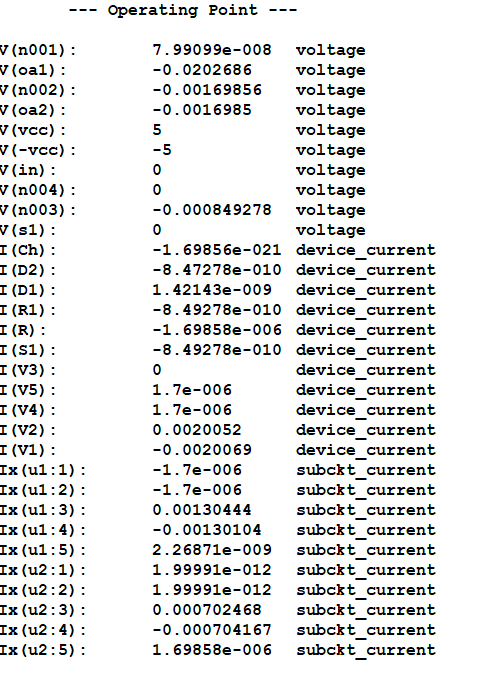 --- Operating Point ---
V(n001): 7.99099e-008 voltage
V(oa1): -0.0202686 voltage
V(n002): -0.00169856 voltage
V(oa2): -0.0016985 voltage
V(vcc): 5 voltage
V(-vcc): -5 voltage
V(in): 0 voltage
V(n004): 0 voltage
V(n003): -0.000849278 voltage
V(s1): 0 voltage
I(Ch): -1.69856e-021 device_current
I(D2): -8.47278e-010 device_current
I(D1): 1.42143e-009 device_current
I(R1): -8.49278e-010 device_current
I(R): -1.69858e-006 device_current
I(S1): -8.49278e-010 device_current
I(V3): 0 device_current
I(V5): 1.7e-006 device_current
I(V4): 1.7e-006 device_current
I(V2): 0.0020052 device_current
I(V1): -0.0020069 device_current
Ix(u1:1): -1.7e-006 subckt_current
Ix(u1:2): -1.7e-006 subckt_current
Ix(u1:3): 0.00130444 subckt_current
Ix(u1:4): -0.00130104 subckt_current
Ix(u1:5): 2.26871e-009 subckt_current
Ix(u2:1): 1.99991e-012 subckt_current
Ix(u2:2): 1.99991e-012 subckt_current
Ix(u2:3): 0.000702468 subckt_current
Ix(u2:4): -0.000704167 subckt_current
Ix(u2:5): 1.69858e-006 subckt_current